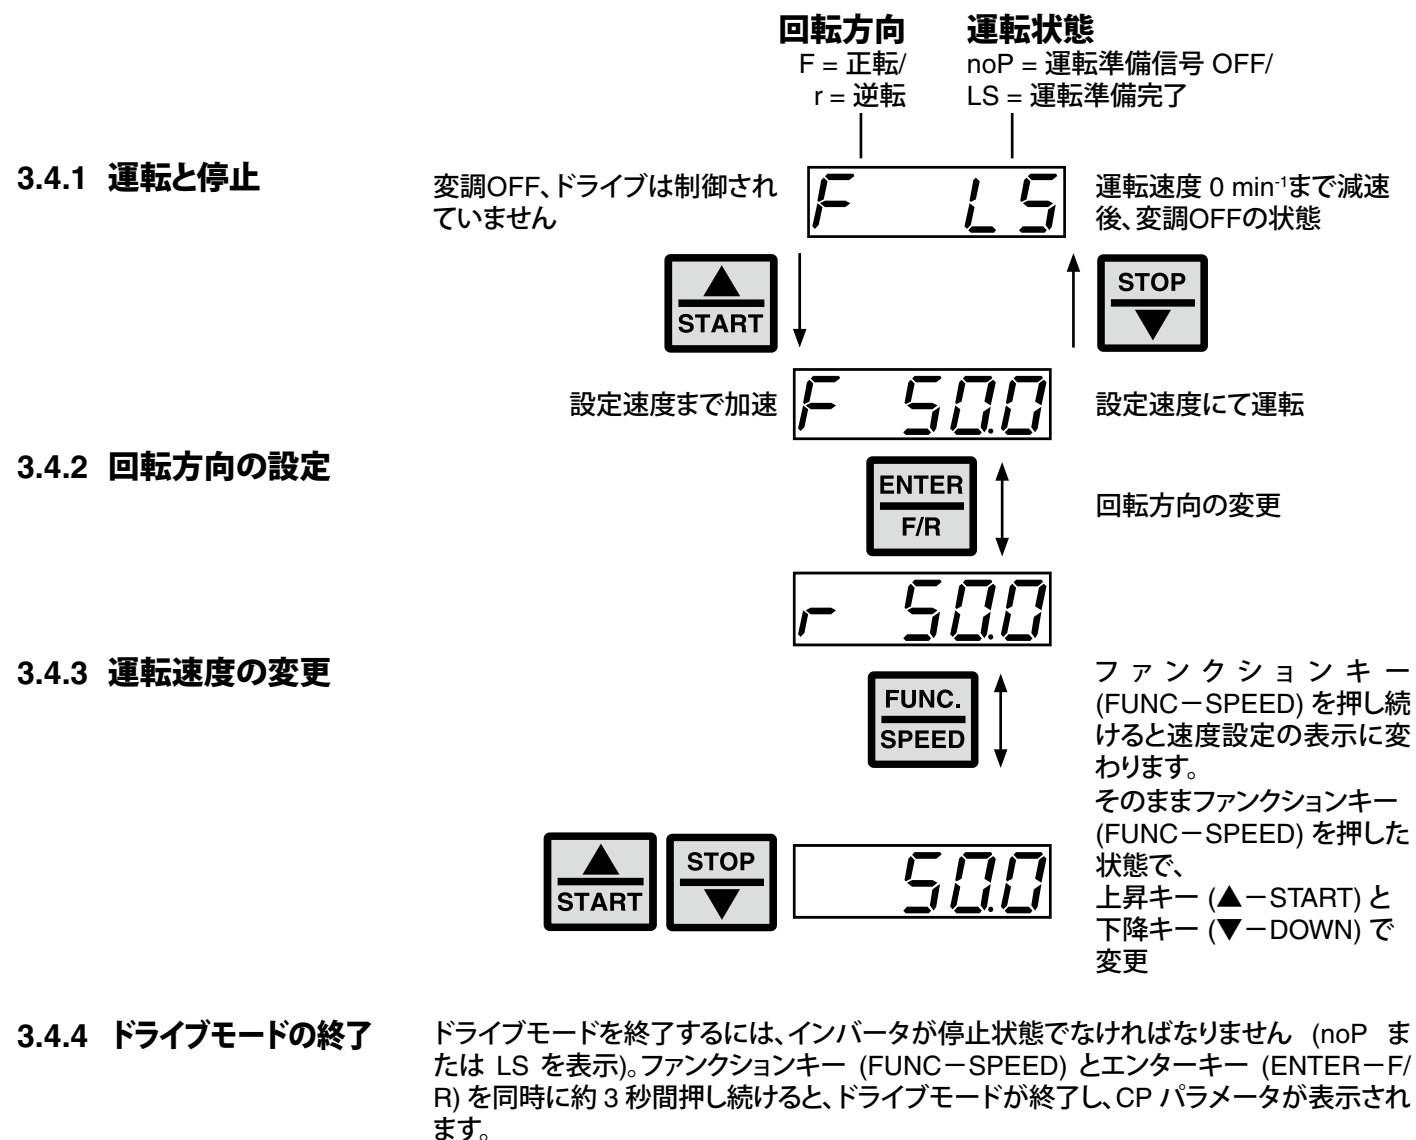 回転方向
F = 正転/
r = 逆転
運転状態
noP = 運転準備信号 OFF/
LS = 運転準備完了
3.4.1 運転と停止
変調OFF、ドライブは制御され
ていません
F LS
運転速度 0 min-1まで減速
後、変調OFFの状態
▲
START
STOP
▼
設定速度まで加速
F 50.0
設定速度にて運転
3.4.2 回転方向の設定
ENTER
F/R
回転方向の変更
r 50.0
3.4.3 運転速度の変更
FUNC.
SPEED
ファンクションキー
(FUNC－SPEED) を押し続
けると速度設定の表示に変
わります。
そのままファンクションキー
(FUNC－SPEED) を押した
状態で、
上昇キー (▲－START) と
下降キー (▼－DOWN) で
変更
▲
START
STOP
▼
50.0
3.4.4 ドライブモードの終了
ドライブモードを終了するには、インバータが停止状態でなければなりません (noP ま
たは LS を表示)。ファンクションキー (FUNC－SPEED) とエンターキー (ENTER－F/
R) を同時に約 3 秒間押し続けると、ドライブモードが終了し、CP パラメータが表示され
ます。